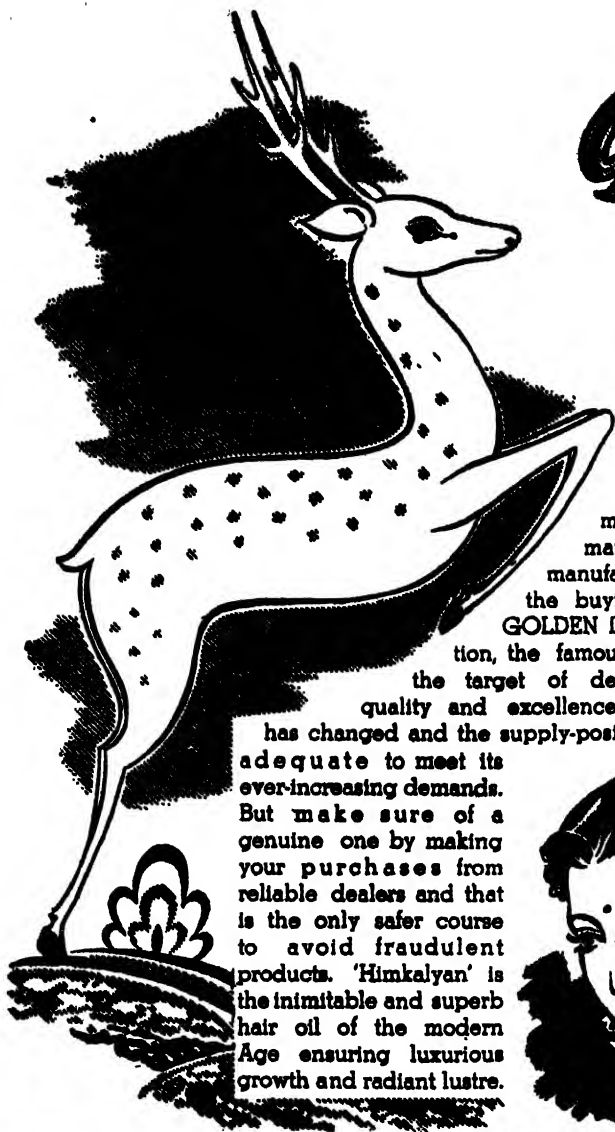 the buy
GOLDEN
tion, the famou
the target of de
quality and excellence
has changed and the supply-posi
adequate to meet its
ever-increasing demands.
But make sure of a
genuine one by making
your purchases from
reliable dealers and that
is the only safer course
to avoid fraudulent
products. 'Himkalyan' is
the inimitable and superb
hair oil of the modern
Age ensuring luxurious
growth and radiant lustre.